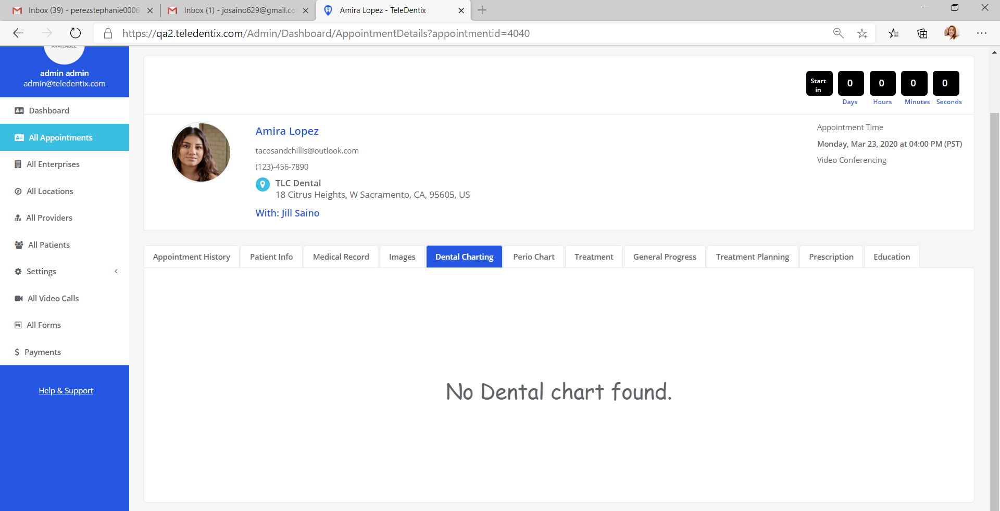 Inbox (39) - perezstephanie0006
Inbox (1) - josaino629@gmail.co
Amira Lopez - TeleDentix
https://qa2.teledentix.com/Admin/Dashboard/AppointmentDetails?appointmentid=4040
admin admin
admin@teledentix.com
Dashboard
All Appointments
All Enterprises
All Locations
All Providers
All Patients
Settings
All Video Calls
All Forms
Payments
Help & Support
Start in
0
0
0
0
Days
Hours
Minutes
Seconds
Amira Lopez
tacosandchillis@outlook.com
(123)-456-7890
TLC Dental
18 Citrus Heights, W Sacramento, CA, 95605, US
With: Jill Saino
Appointment Time
Monday, Mar 23, 2020 at 04:00 PM (PST)
Video Conferencing
Appointment History
Patient Info
Medical Record
Images
Dental Charting
Perio Chart
Treatment
General Progress
Treatment Planning
Prescription
Education
No Dental chart found.